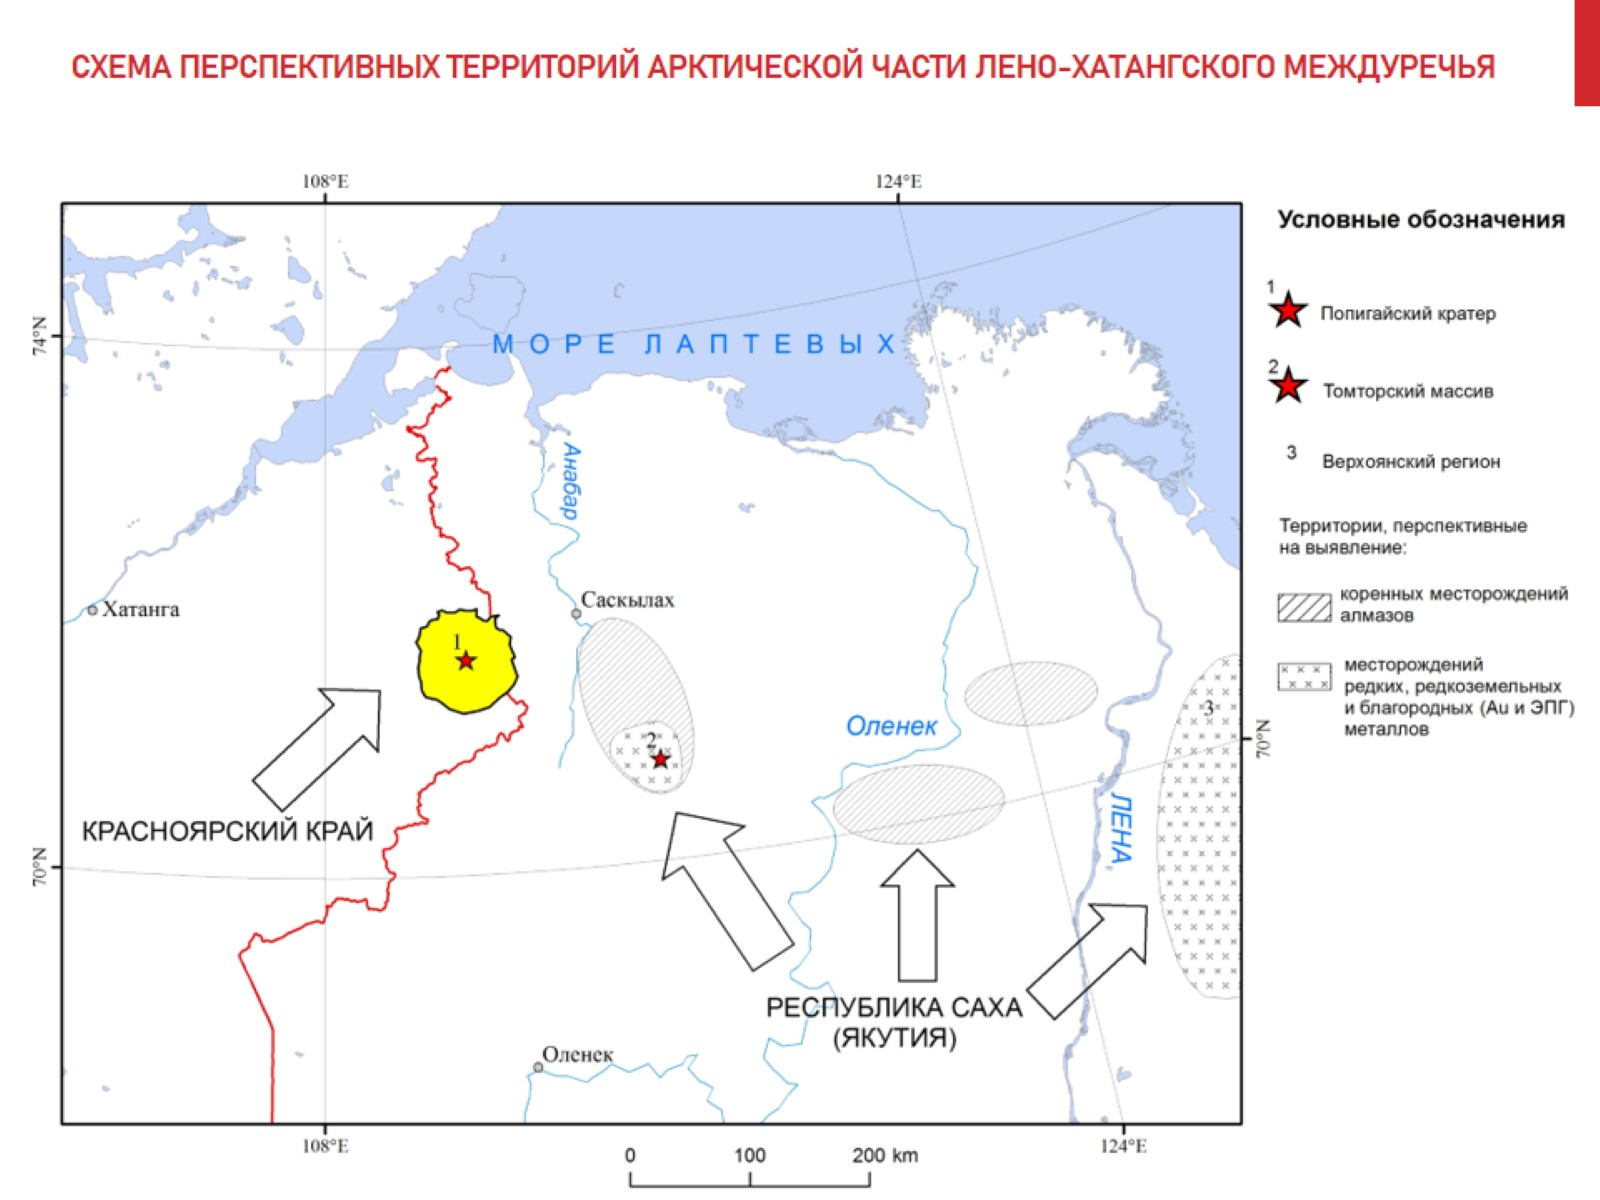 СХЕМА ПЕРСПЕКТИВНЫХ ТЕРРИТОРИЙ АРКТИЧЕСКОЙ ЧАСТИ ЛЕНО-ХАТАНГСКОГО МЕЖДУРЕЧЬЯ
108°E
124°E
74°N
МОРЕ ЛАПТЕВЫХ
Анабар
Хатанга
Саскылах
1
2
3
Оленек
70°N
ЛЕНА
КРАСНОЯРСКИЙ КРАЙ
70°N
РЕСПУБЛИКА САХА
(ЯКУТИЯ)
Оленек
108°E
124°E
0 100 200 km
Условные обозначения
1
Попигайский кратер
2
Томторский массив
3 Верхоянский регион
Территории, перспективные
на выявление:
коренных месторождений
алмазов
месторождений
редких, редкоземельных
и благородных (Au и ЭПГ)
металлов